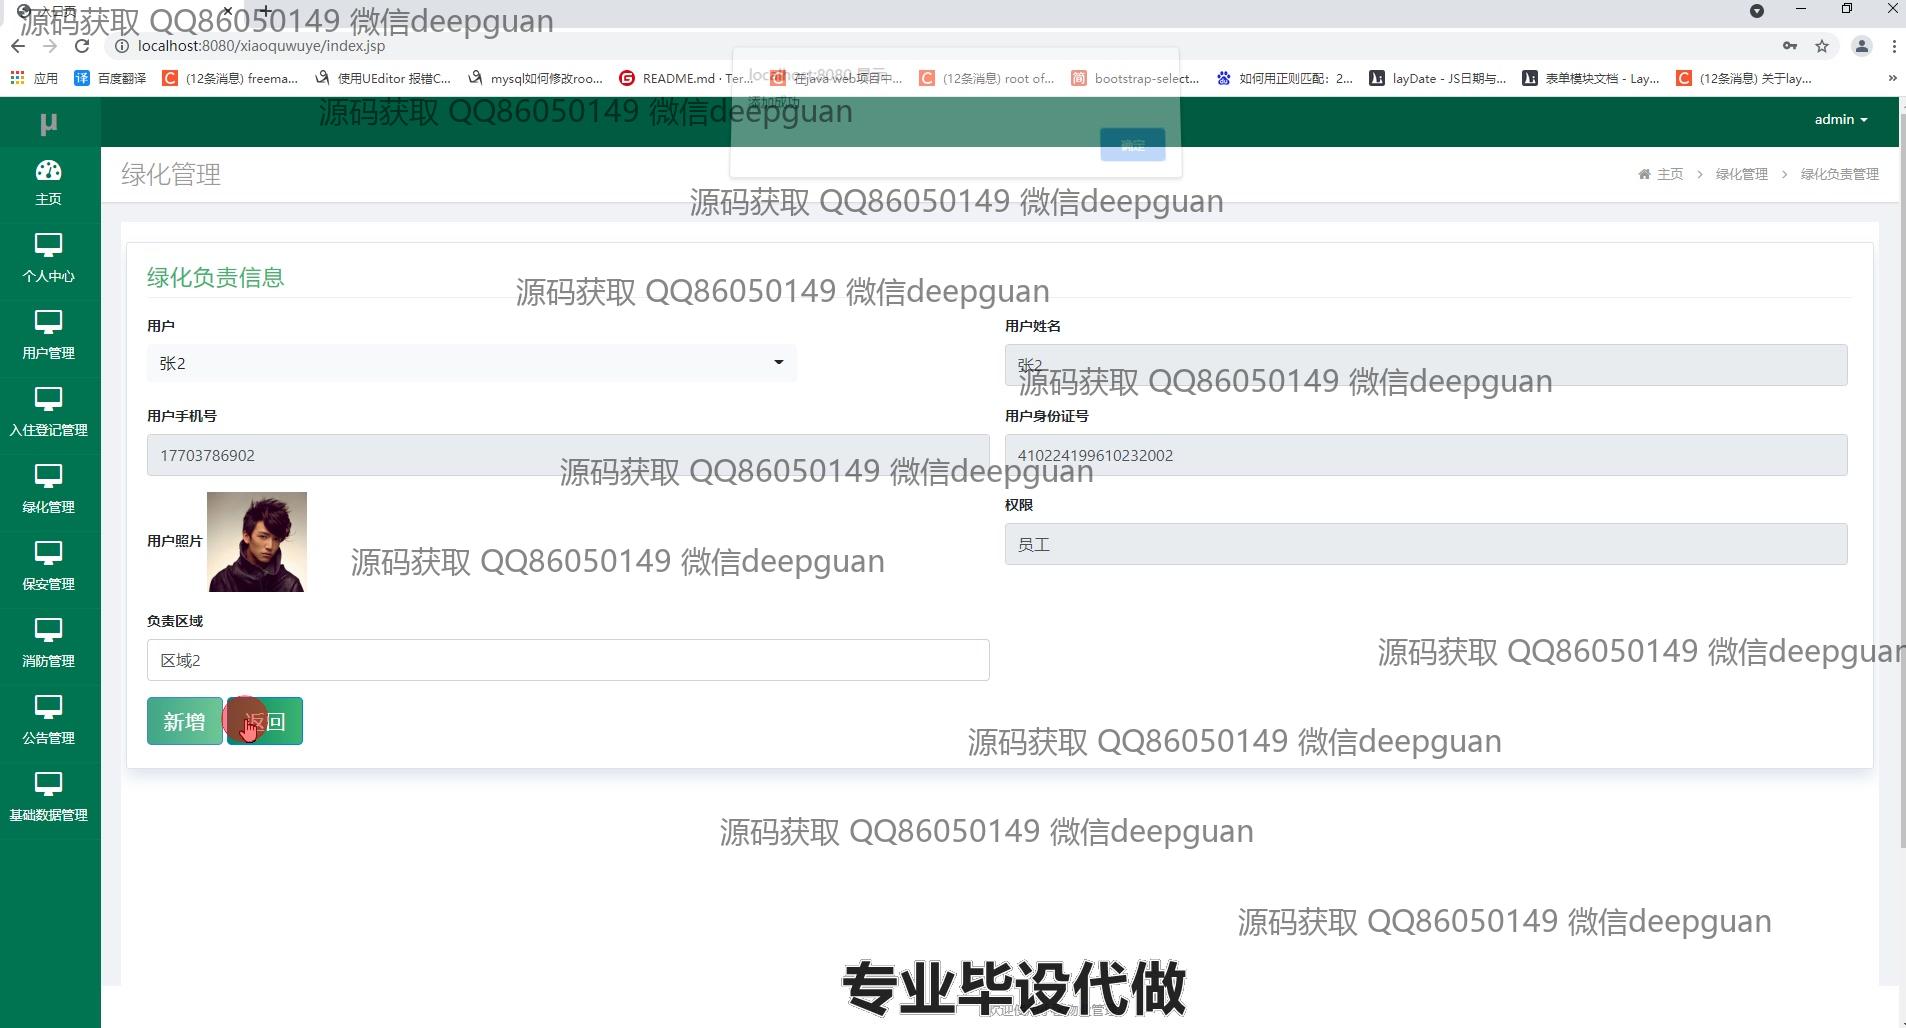 源码获取 QQ86050149 微信deepguan
localhost:8080/xiaoquwuye/index.jsp
应用 百度翻译 (12条消息) freema... 使用UEditor 报错C... mysql如何修改roo... README.md · Ter... 在java web项目中... (12条消息) root of... bootstrap-select... 如何用正则匹配：2... layDate - JS日期与... 表单模块文档 - Lay... (12条消息) 关于lay... »
localhost:8080 显示
添加成功
确定
源码获取 QQ86050149 微信deepguan
μ
admin
绿化管理
主页 > 绿化管理 > 绿化负责管理
源码获取 QQ86050149 微信deepguan
主页
个人中心
用户管理
入住登记管理
绿化管理
保安管理
消防管理
公告管理
基础数据管理
绿化负责信息
源码获取 QQ86050149 微信deepguan
用户
张2
用户姓名
张2
源码获取 QQ86050149 微信deepguan
用户手机号
17703786902
用户身份证号
410224199610232002
源码获取 QQ86050149 微信deepguan
用户照片
权限
员工
源码获取 QQ86050149 微信deepguan
负责区域
区域2
源码获取 QQ86050149 微信deepguan
新增 返回
源码获取 QQ86050149 微信deepguan
源码获取 QQ86050149 微信deepguan
源码获取 QQ86050149 微信deepguan
专业毕设代做